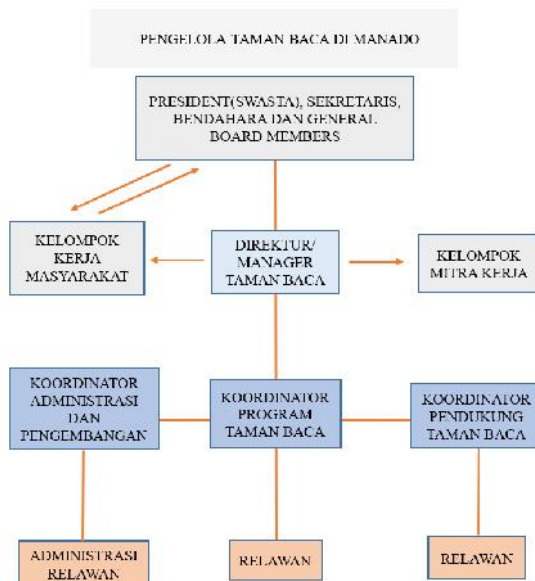 PENGELOLA TAMAN BACA DI MANADO
PRESIDENT(SWASTA), SEKRETARIS,
BENDAHARA DAN GENERAL
BOARD MEMBERS
KELOMPOK
KERJA
MASYARAKAT
DIREKTUR/
MANAGER
TAMAN BACA
KELOMPOK
MITRA KERJA
KOORDINATOR
ADMINISTRASI
DAN
PENGEMBANGAN
KOORDINATOR
PROGRAM
TAMAN BACA
KOORDINATOR
PENDUKUNG
TAMAN BACA
ADMINISTRASI
RELAWAN
RELAWAN
RELAWAN